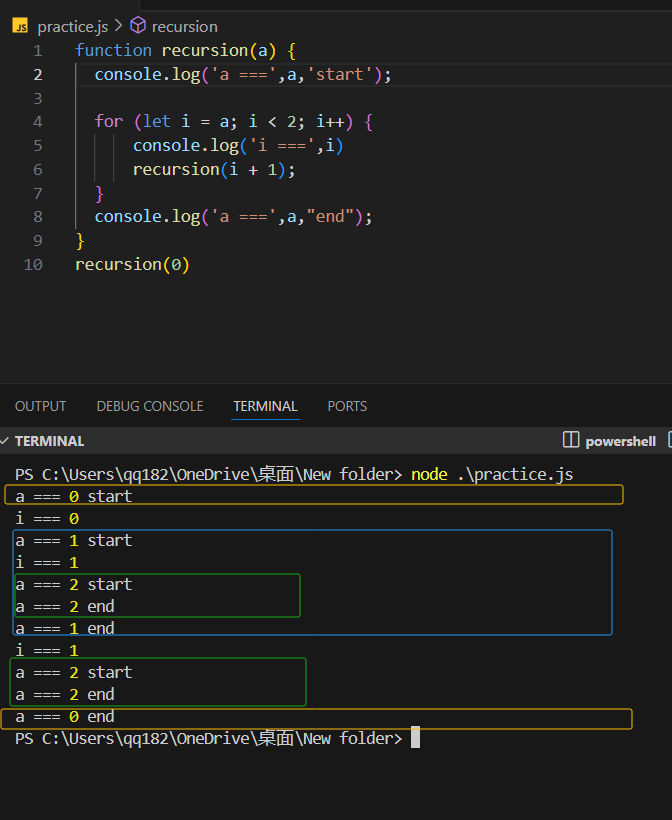 JS practice.js > recursion
1 function recursion(a) {
2 console.log('a ===',a,'start');
3
4 for (let i = a; i < 2; i++) {
5 console.log('i ===',i)
6 recursion(i + 1);
7 }
8 console.log('a ===',a,"end");
9 }
10 recursion(0)
OUTPUT DEBUG CONSOLE TERMINAL PORTS
TERMINAL powershell
PS C:\Users\qq182\OneDrive\桌面\New folder> node .\practice.js
a === 0 start
i === 0
a === 1 start
i === 1
a === 2 start
a === 2 end
a === 1 end
i === 1
a === 2 start
a === 2 end
a === 0 end
PS C:\Users\qq182\OneDrive\桌面\New folder>